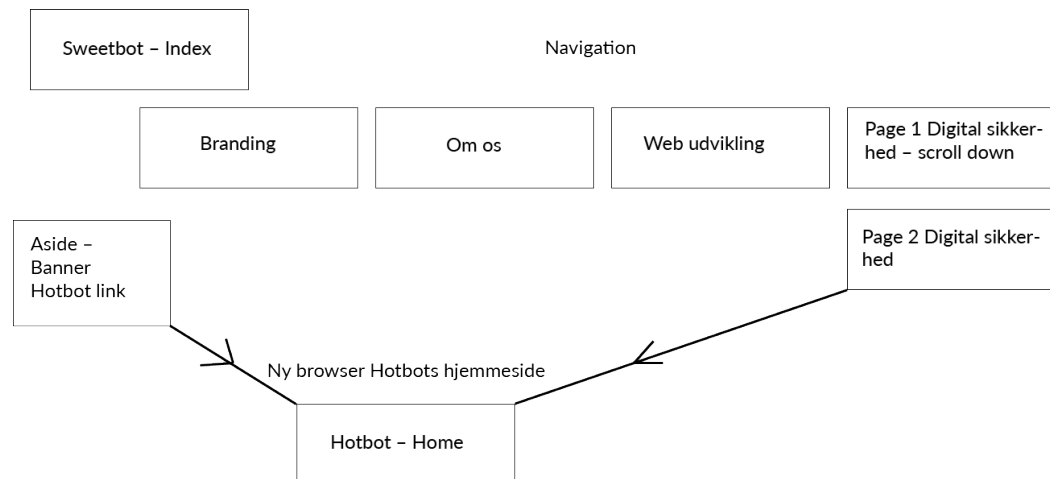 Sweetbot – Index
Navigation
Branding
Om os
Web udvikling
Page 1 Digital sikker-
hed – scroll down
Aside –
Banner
Hotbot link
Page 2 Digital sikker-
hed
Ny browser Hotbots hjemmeside
Hotbot – Home